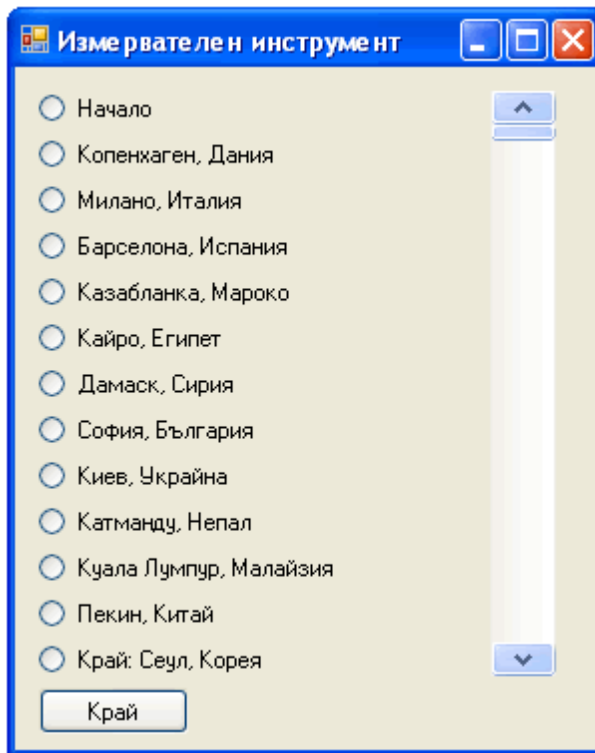 Измервателен инструмент
Начало
Копенхаген, Дания
Милано, Италия
Барселона, Испания
Казабланка, Мароко
Кайро, Египет
Дамаск, Сирия
София, България
Киев, Украйна
Катманду, Непал
Куала Лумпур, Малайзия
Пекин, Китай
Край: Сеул, Корея
Край